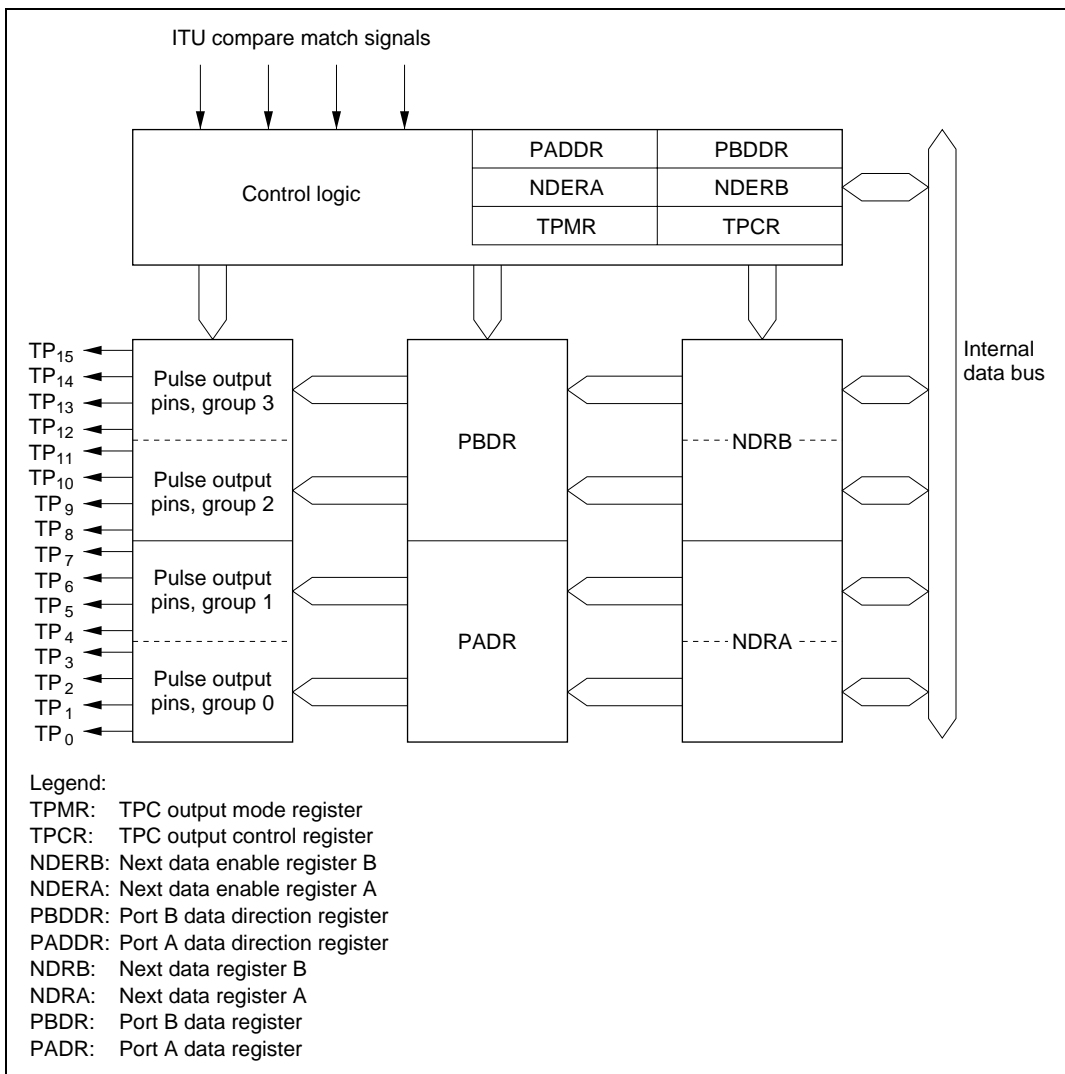 ITU compare match signals
Control logic
PADDR PBDDR
NDERA NDERB
TPMR TPCR
Internal
data bus
TP15
TP14
TP13
TP12
TP11
TP10
TP9
TP8
TP7
TP6
TP5
TP4
TP3
TP2
TP1
TP0
Pulse output
pins, group 3
Pulse output
pins, group 2
Pulse output
pins, group 1
Pulse output
pins, group 0
PBDR
PADR
NDRB
NDRA
Legend:
TPMR: TPC output mode register
TPCR: TPC output control register
NDERB: Next data enable register B
NDERA: Next data enable register A
PBDDR: Port B data direction register
PADDR: Port A data direction register
NDRB: Next data register B
NDRA: Next data register A
PBDR: Port B data register
PADR: Port A data register